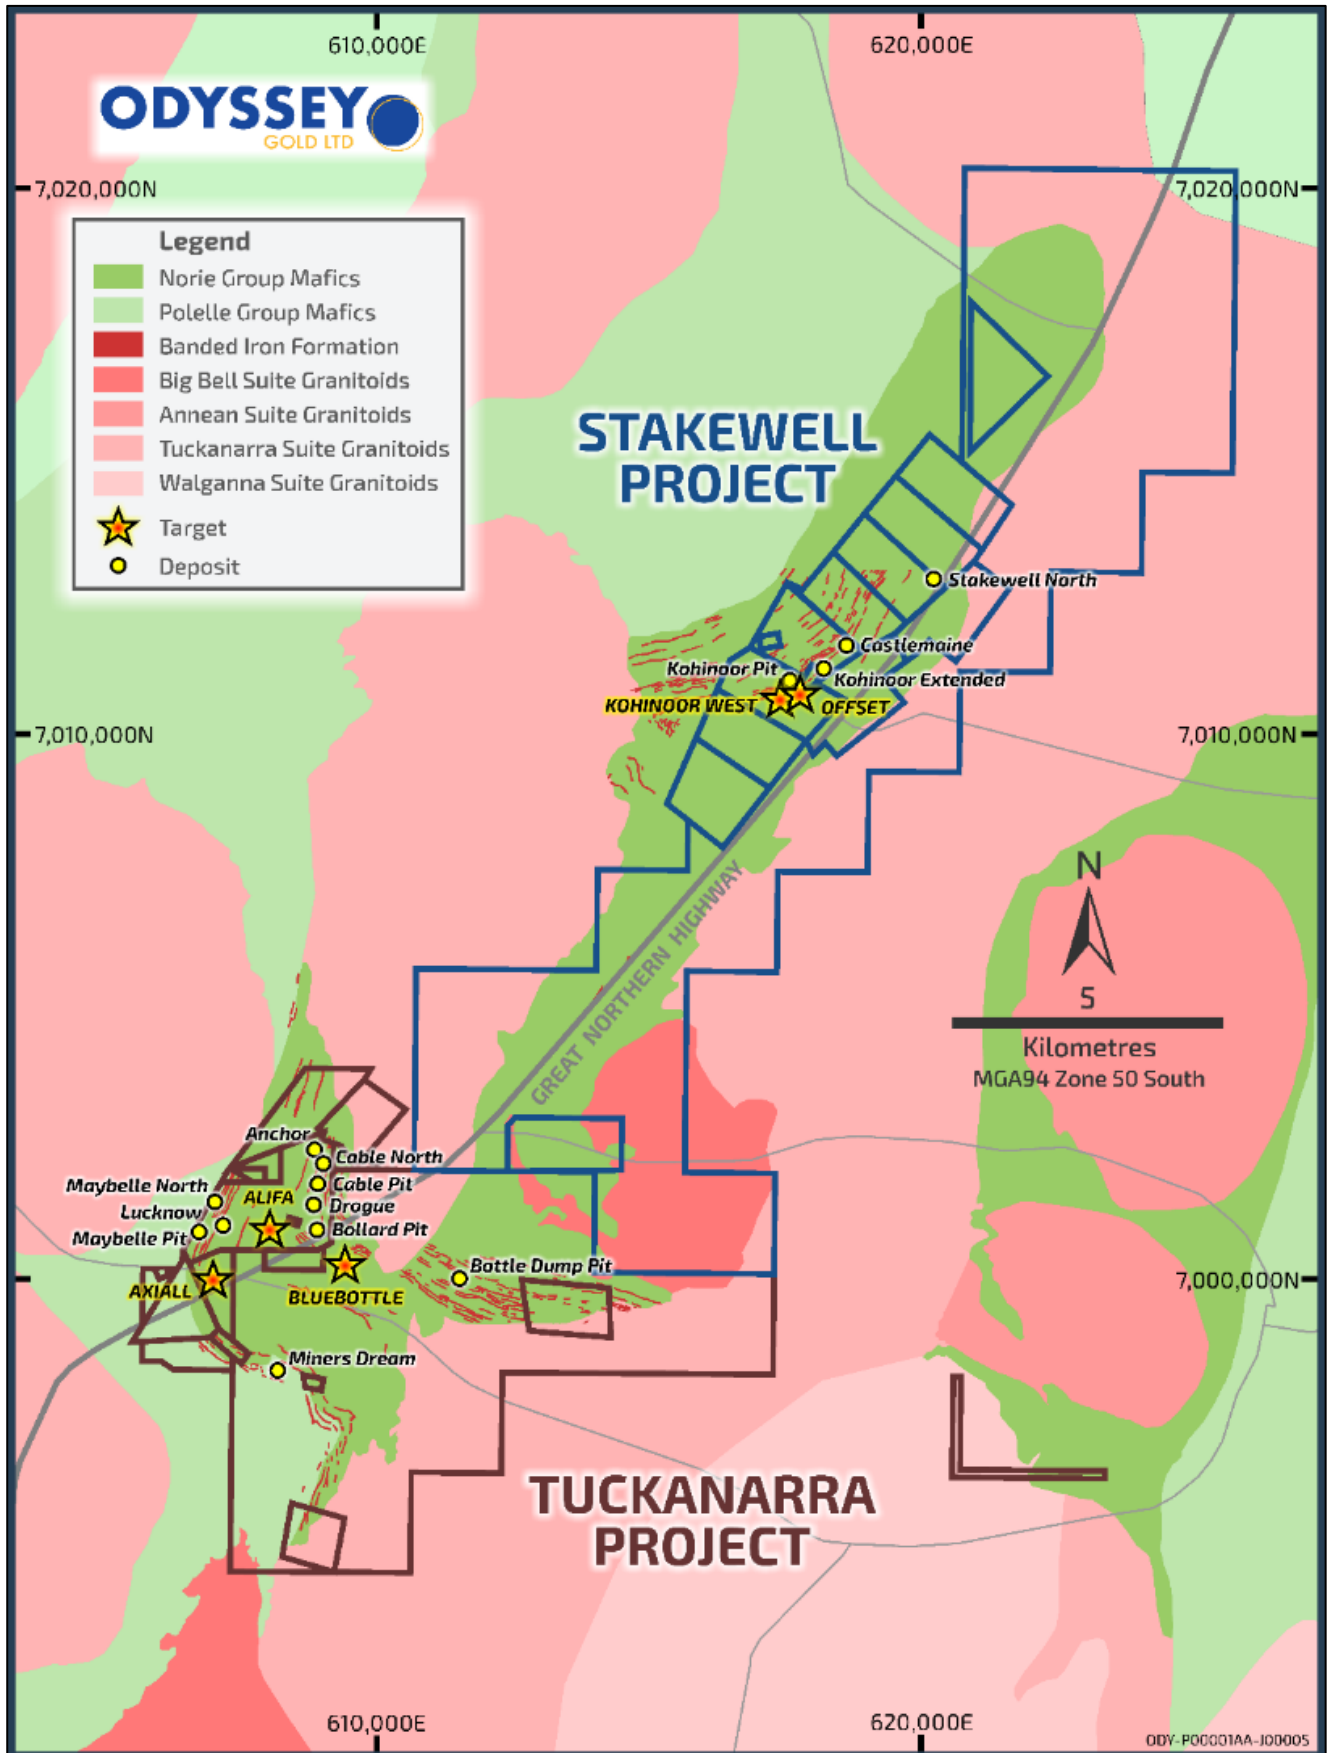 610,000E
620,000E
ODYSSEY
GOLD LTD
7,020,000N
7,020,000N
Legend
Norie Group Mafics
Polelle Group Mafics
Banded Iron Formation
Big Bell Suite Granitoids
Annean Suite Granitoids
Tuckanarra Suite Granitoids
Walganna Suite Granitoids
Target
Deposit
STAKEWELL
PROJECT
Stakewell North
Castlemaine
Kohinoor Pit
Kohinoor Extended
KOHINOOR WEST
OFFSET
7,010,000N
7,010,000N
GREAT NORTHERN HIGHWAY
N
5
Kilometres
MGA94 Zone 50 South
Anchor
Cable North
Maybelle North
Cable Pit
ALIFA
Lucknow
Drogue
Maybelle Pit
Bollard Pit
Bottle Dump Pit
AXIALL
BLUEBOTTLE
7,000,000N
Miners Dream
TUCKANARRA
PROJECT
610,000E
620,000E
ODY-P00001AA-J00005